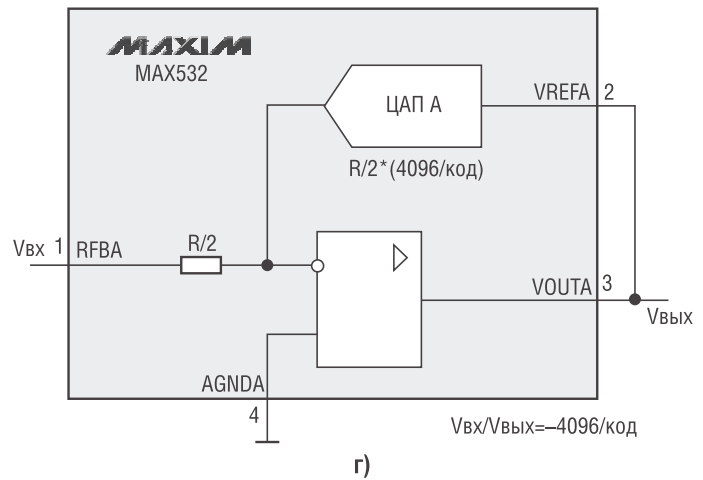 MAXIM
MAX532
ЦАП А
VREFA 2
R/2*(4096/код)
Vвх 1 RFBA R/2
VOUTA 3
Vвых
AGNDA
4
Vвх/Vвых=–4096/код
г)